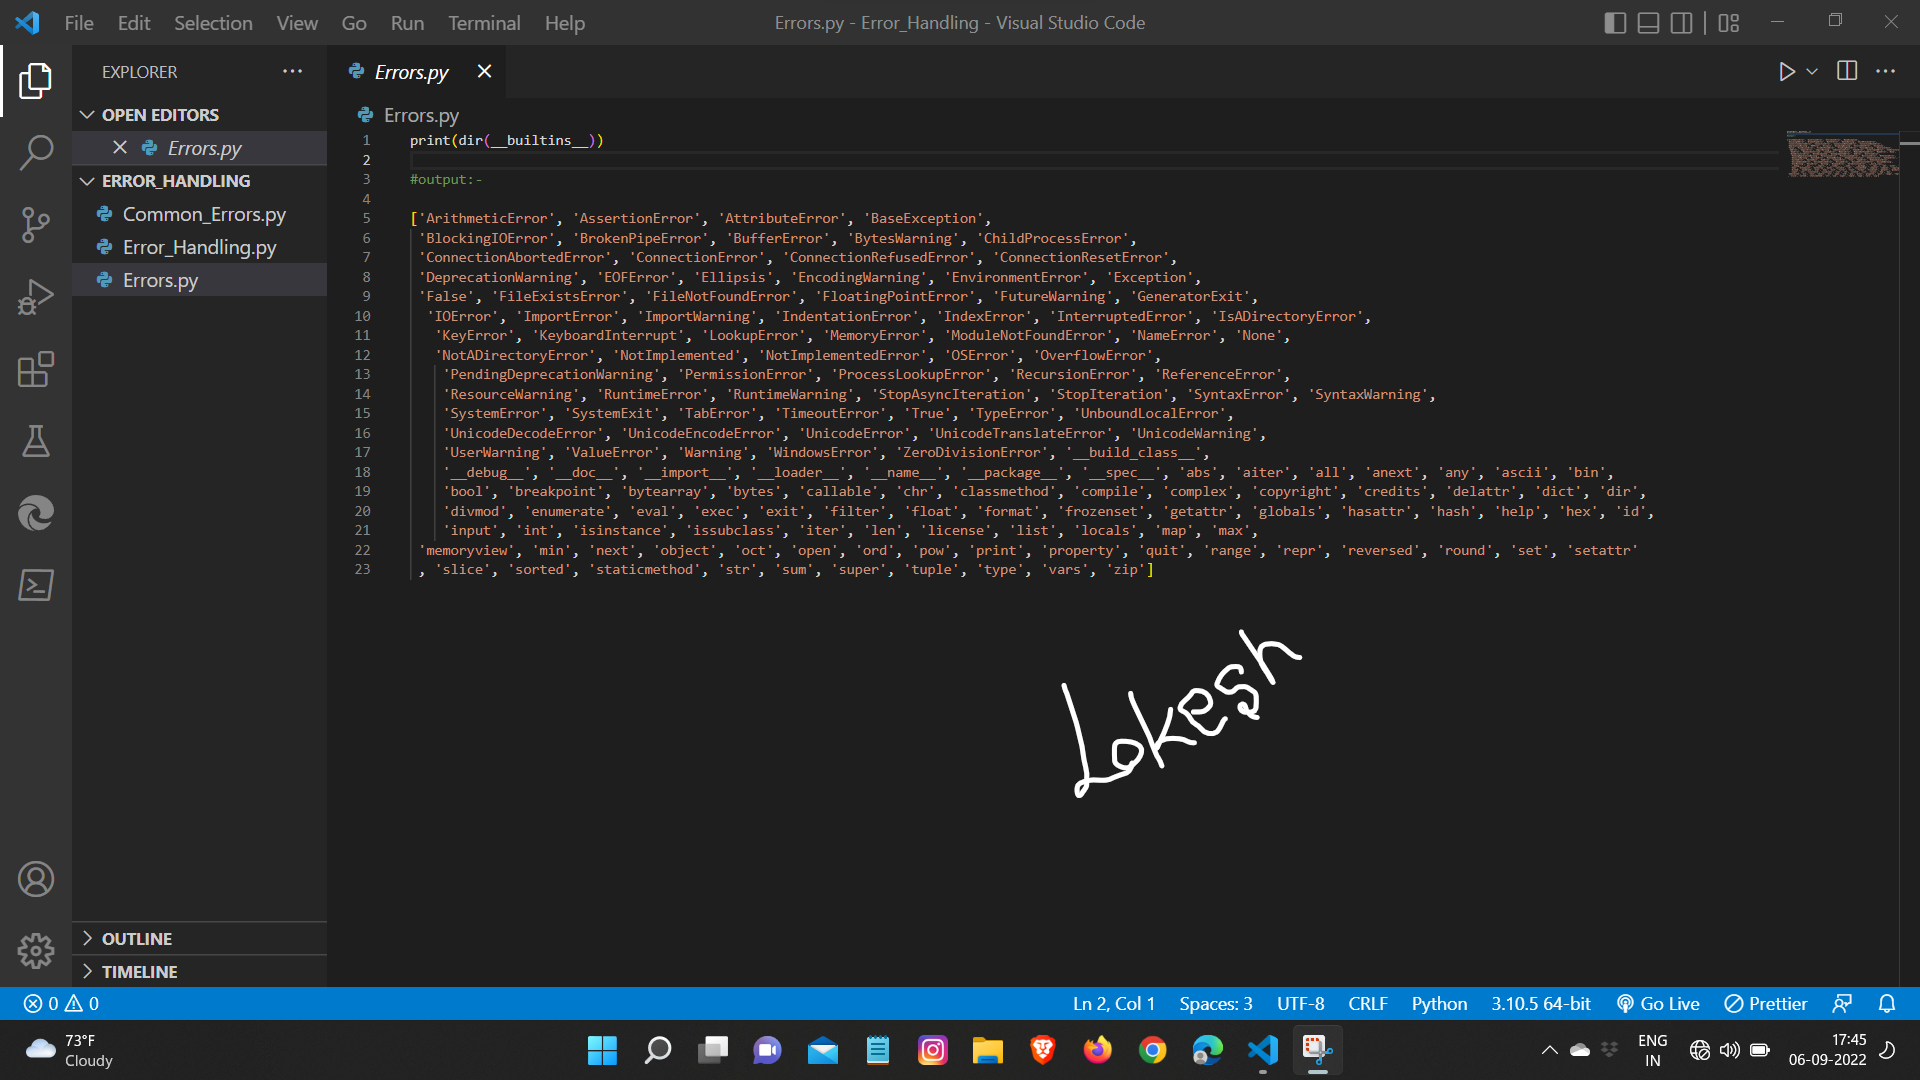 File Edit Selection View Go Run Terminal Help
Errors.py - Error_Handling - Visual Studio Code
EXPLORER
OPEN EDITORS
Errors.py
ERROR_HANDLING
Common_Errors.py
Error_Handling.py
Errors.py
OUTLINE
TIMELINE
Errors.py
Errors.py
1 print(dir(__builtins__))
2
3 #output:-
4
5 ['ArithmeticError', 'AssertionError', 'AttributeError', 'BaseException',
6 'BlockingIOError', 'BrokenPipeError', 'BufferError', 'BytesWarning', 'ChildProcessError',
7 'ConnectionAbortedError', 'ConnectionError', 'ConnectionRefusedError', 'ConnectionResetError',
8 'DeprecationWarning', 'EOFError', 'Ellipsis', 'EncodingWarning', 'EnvironmentError', 'Exception',
9 'False', 'FileExistsError', 'FileNotFoundError', 'FloatingPointError', 'FutureWarning', 'GeneratorExit',
10 'IOError', 'ImportError', 'ImportWarning', 'IndentationError', 'IndexError', 'InterruptedError', 'IsADirectoryError',
11 'KeyError', 'KeyboardInterrupt', 'LookupError', 'MemoryError', 'ModuleNotFoundError', 'NameError', 'None',
12 'NotADirectoryError', 'NotImplemented', 'NotImplementedError', 'OSError', 'OverflowError',
13 'PendingDeprecationWarning', 'PermissionError', 'ProcessLookupError', 'RecursionError', 'ReferenceError',
14 'ResourceWarning', 'RuntimeError', 'RuntimeWarning', 'StopAsyncIteration', 'StopIteration', 'SyntaxError', 'SyntaxWarning',
15 'SystemError', 'SystemExit', 'TabError', 'TimeoutError', 'True', 'TypeError', 'UnboundLocalError',
16 'UnicodeDecodeError', 'UnicodeEncodeError', 'UnicodeError', 'UnicodeTranslateError', 'UnicodeWarning',
17 'UserWarning', 'ValueError', 'Warning', 'WindowsError', 'ZeroDivisionError', '__build_class__',
18 '__debug__', '__doc__', '__import__', '__loader__', '__name__', '__package__', '__spec__', 'abs', 'aiter', 'all', 'anext', 'any', 'ascii', 'bin',
19 'bool', 'breakpoint', 'bytearray', 'bytes', 'callable', 'chr', 'classmethod', 'compile', 'complex', 'copyright', 'credits', 'delattr', 'dict', 'dir',
20 'divmod', 'enumerate', 'eval', 'exec', 'exit', 'filter', 'float', 'format', 'frozenset', 'getattr', 'globals', 'hasattr', 'hash', 'help', 'hex', 'id',
21 'input', 'int', 'isinstance', 'issubclass', 'iter', 'len', 'license', 'list', 'locals', 'map', 'max',
22 'memoryview', 'min', 'next', 'object', 'oct', 'open', 'ord', 'pow', 'print', 'property', 'quit', 'range', 'repr', 'reversed', 'round', 'set', 'setattr'
23 , 'slice', 'sorted', 'staticmethod', 'str', 'sum', 'super', 'tuple', 'type', 'vars', 'zip']
Lokesh
0 0 Ln 2, Col 1 Spaces: 3 UTF-8 CRLF Python 3.10.5 64-bit Go Live Prettier
73°F
Cloudy
ENG
IN
17:45
06-09-2022